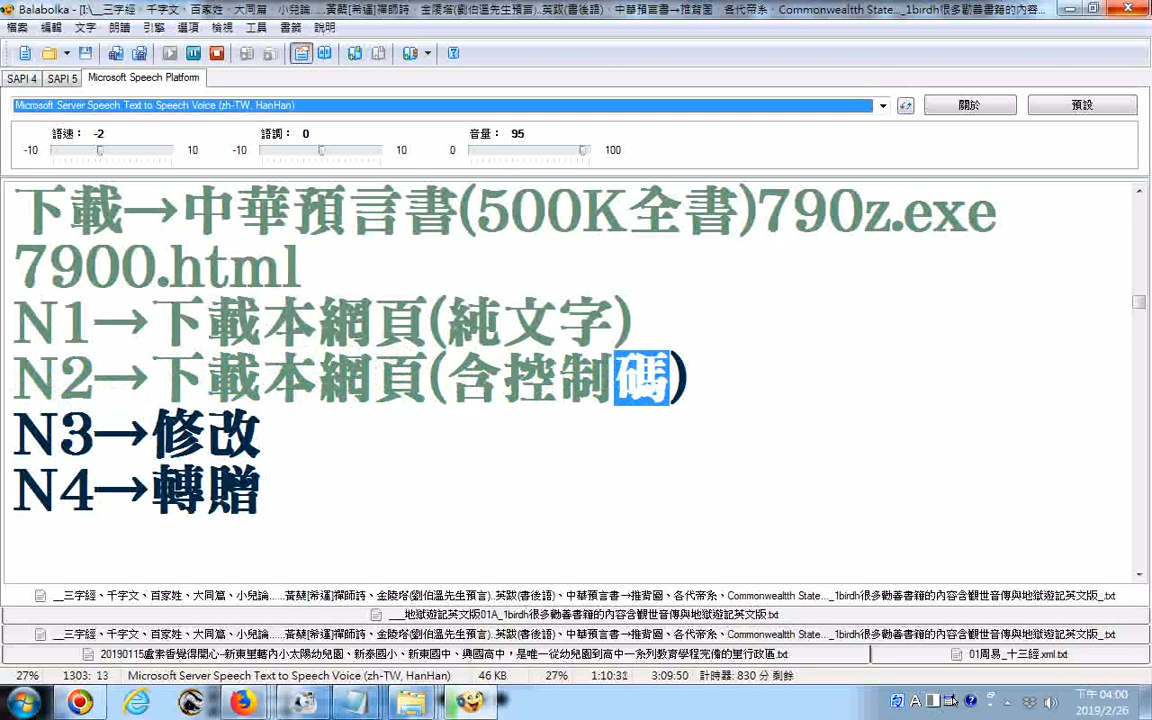 Balabolka - [I:\__三字經、千字文、百家姓、大同篇、小兒論.....黃蘗[希運]禪師詩、金陵塔(劉伯溫先生預言)..英跋(書後語)、中華預言書→推背圖、各代帝系、Commonwealth State..._1birdh很多勸善書籍的內容...
檔案 編輯 文字 朗讀 引擎 選項 檢視 工具 書籤 說明
SAPI 4 SAPI 5 Microsoft Speech Platform
Microsoft Server Speech Text to Speech Voice (zh-TW, HanHan) 關於 預設
語速： -2 語調： 0 音量： 95
-10 10 -10 10 0 100
下載→中華預言書(500K全書)790z.exe
7900.html
N1→下載本網頁(純文字)
N2→下載本網頁(含控制碼)
N3→修改
N4→轉贈
__三字經、千字文、百家姓、大同篇、小兒論.....黃蘗[希運]禪師詩、金陵塔(劉伯溫先生預言)..英跋(書後語)、中華預言書→推背圖、各代帝系、Commonwealth State..._1birdh很多勸善書籍的內容含觀世音傳與地獄遊記英文版_.txt
___地獄遊記英文版01A_1birdh很多勸善書籍的內容含觀世音傳與地獄遊記英文版.txt
__三字經、千字文、百家姓、大同篇、小兒論.....黃蘗[希運]禪師詩、金陵塔(劉伯溫先生預言)..英跋(書後語)、中華預言書→推背圖、各代帝系、Commonwealth State..._1birdh很多勸善書籍的內容含觀世音傳與地獄遊記英文版_.txt
20190115盧素香覺得開心--新東里轄內小太陽幼兒園、新泰國小、新東國中、興國高中，是唯一從幼兒園到高中一系列教育學程完備的里行政區.txt 01周易_十三經.xml.txt
27% 1303: 13 Microsoft Server Speech Text to Speech Voice (zh-TW, HanHan) 46 KB 27% 1:10:31 3:09:50 計時器: 830 分 剩餘
下午 04:00
2019/2/26